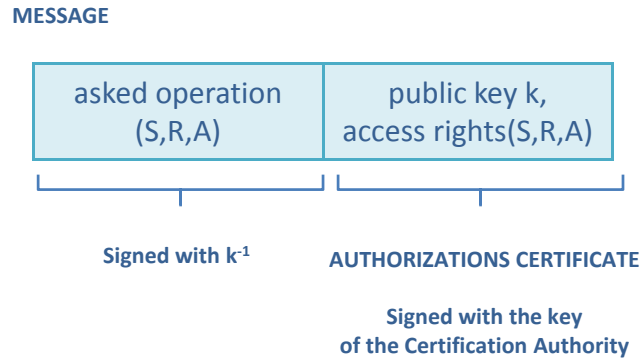 MESSAGE
asked operation
(S,R,A)
public key k,
access rights(S,R,A)
Signed with k⁻¹
AUTHORIZATIONS CERTIFICATE
Signed with the key
of the Certification Authority